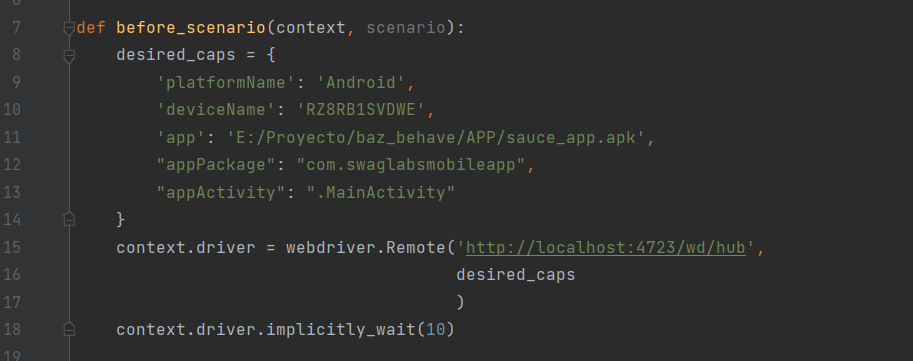 7 def before_scenario(context, scenario):
8 desired_caps = {
9 'platformName': 'Android',
10 'deviceName': 'RZ8RB1SVDWE',
11 'app': 'E:/Proyecto/baz_behave/APP/sauce_app.apk',
12 "appPackage": "com.swaglabsmobileapp",
13 "appActivity": ".MainActivity"
14 }
15 context.driver = webdriver.Remote('http://localhost:4723/wd/hub',
16 desired_caps
17 )
18 context.driver.implicitly_wait(10)
19